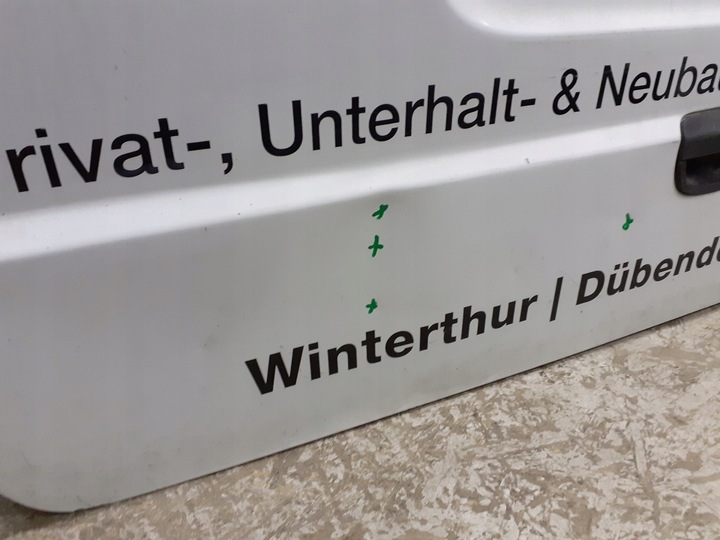 rivat-, Unterhalt- & Neuba
Winterthur | Dübend